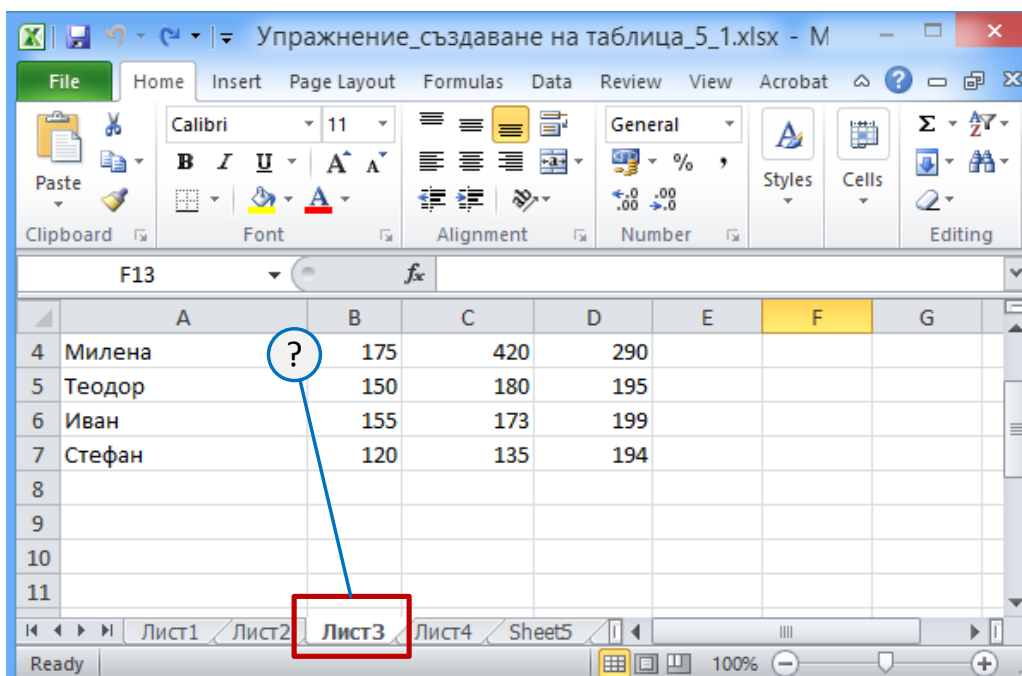 Упражнение_създаване на таблица_5_1.xlsx - M
File Home Insert Page Layout Formulas Data Review View Acrobat
Calibri 11 General
Paste B I U A A % , Styles Cells Σ
Clipboard Font Alignment Number Editing
F13 fx
A B C D E F G
4 Милена 175 420 290
5 Теодор 150 180 195
6 Иван 155 173 199
7 Стефан 120 135 194
8
9
10
11
?
Лист1 Лист2 Лист3 Лист4 Sheet5
Ready 100%